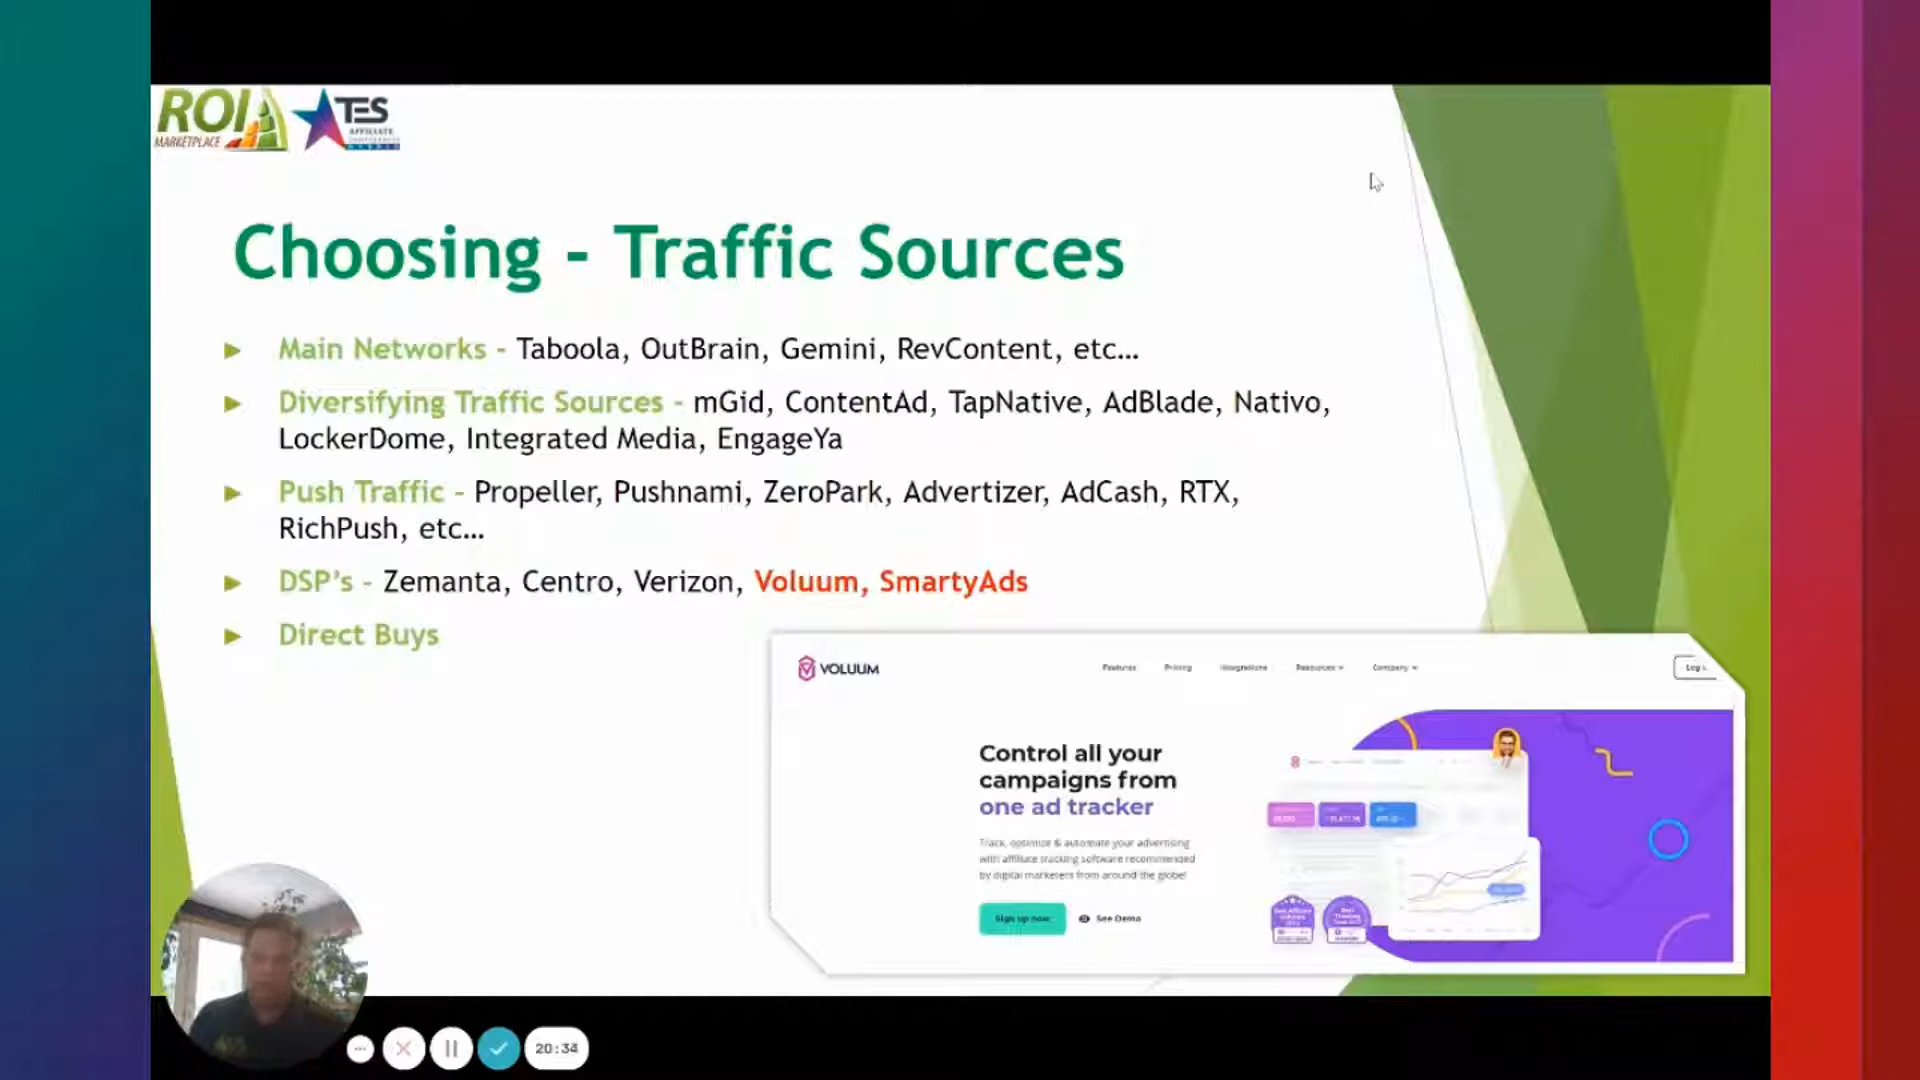 ROI
MARKETPLACE
TES
AFFILIATE
Choosing - Traffic Sources
Main Networks - Taboola, OutBrain, Gemini, RevContent, etc...
Diversifying Traffic Sources - mGid, ContentAd, TapNative, AdBlade, Nativo,
LockerDome, Integrated Media, EngageYa
Push Traffic - Propeller, Pushnami, ZeroPark, Advertizer, AdCash, RTX,
RichPush, etc...
DSP's - Zemanta, Centro, Verizon, Voluum, SmartyAds
Direct Buys
VOLUUM
Features Pricing Integrations Resources Company
Log
Control all your
campaigns from
one ad tracker
Track, optimize & automate your advertising
with affiliate tracking software recommended
by digital marketers from around the globe!
Sign up now
See Demo
20:34